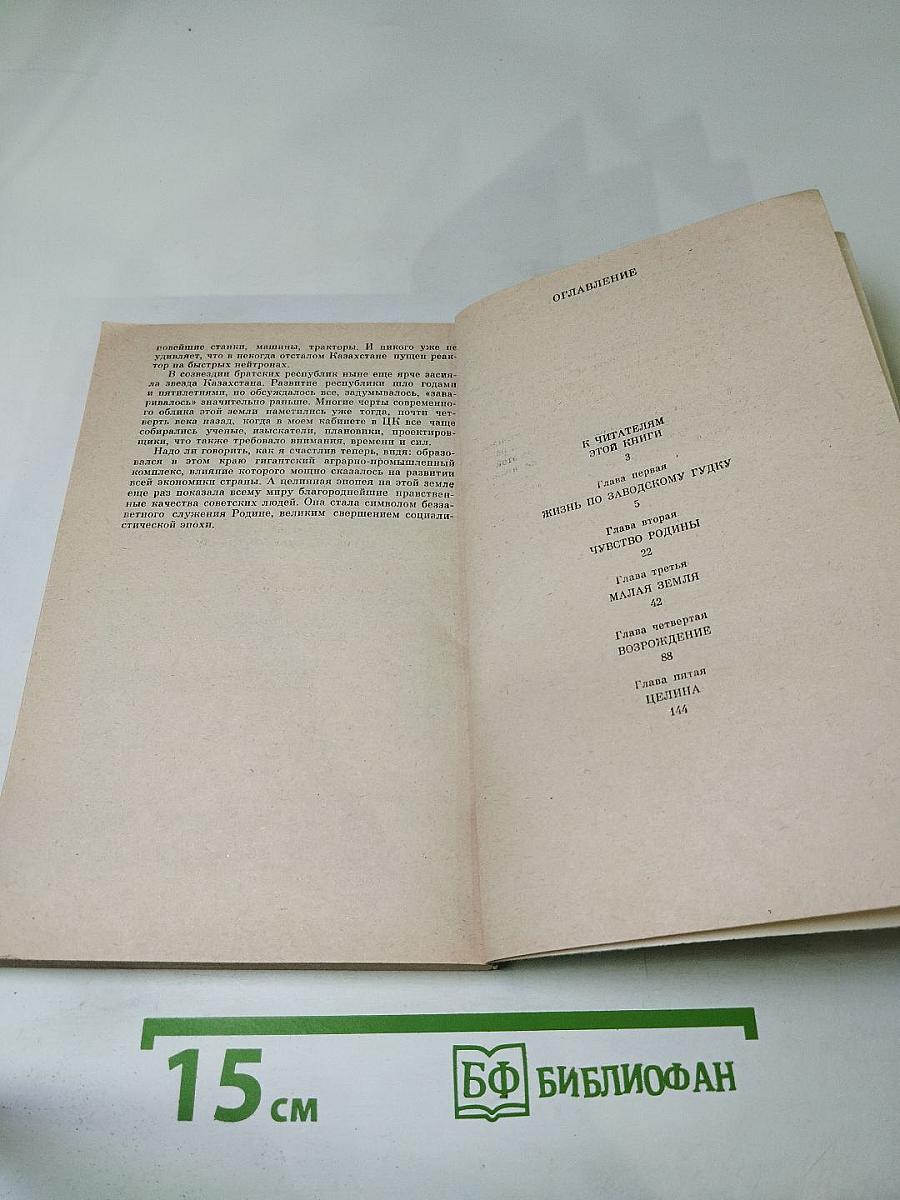 новейшие станки, машины, тракторы. И никого уже не
удивляет, что в некогда отсталом Казахстане пущен реак-
тор на быстрых нейтронах.
В созвездии братских республик ныне еще ярче засия-
ла звезда Казахстана. Развитие республики шло годами
и пятилетиями, но обсуждалось все, задумывалось, «зава-
ривалось» значительно раньше. Многие черты современно-
го облика этой земли наметились уже тогда, почти чет-
верть века назад, когда в моем кабинете в ЦК все чаще
собирались ученые, изыскатели, плановики, проектиров-
щики, что также требовало внимания, времени и сил.
Надо ли говорить, как я счастлив теперь, видя: образо-
вался в этом краю гигантский аграрно-промышленный
комплекс, влияние которого мощно сказалось на развитии
всей экономики страны. А целинная эпопея на этой земле
еще раз показала всему миру благороднейшие нравствен-
ные качества советских людей. Она стала символом безза-
ветного служения Родине, великим свершением социали-
стической эпохи.
ОГЛАВЛЕНИЕ
К ЧИТАТЕЛЯМ
ЭТОЙ КНИГИ
3
Глава первая
ЖИЗНЬ ПО ЗАВОДСКОМУ ГУДКУ
5
Глава вторая
ЧУВСТВО РОДИНЫ
22
Глава третья
МАЛАЯ ЗЕМЛЯ
42
Глава четвертая
ВОЗРОЖДЕНИЕ
88
Глава пятая
ЦЕЛИНА
144
15 см
БФ БИБЛИОФАН